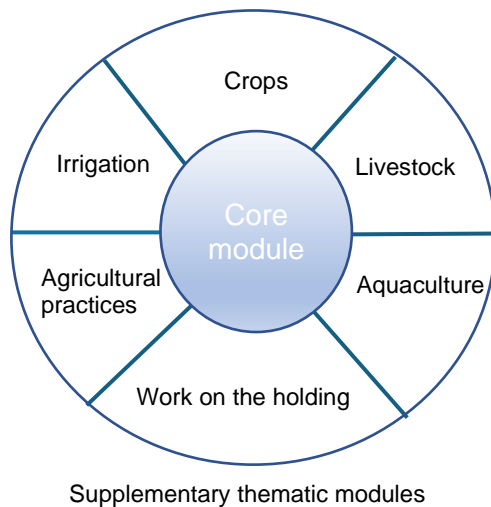 Crops
Irrigation
Livestock
Core
module
Agricultural
practices
Aquaculture
Work on the holding
Supplementary thematic modules